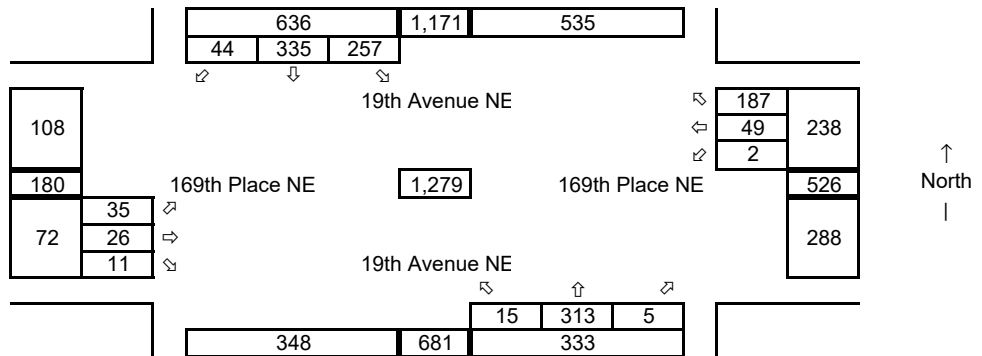 636 1,171 535
44 335 257
⬃ ⇩ ⬂
19th Avenue NE
⬁ 187
108 ⇦ 49 238
⬃ 2
↑
180 169th Place NE 1,279 169th Place NE 526 North
|
35 ⬀
72 26 ⇨ 288
11 ⬂
19th Avenue NE
⬁ ⇧ ⬀
15 313 5
348 681 333